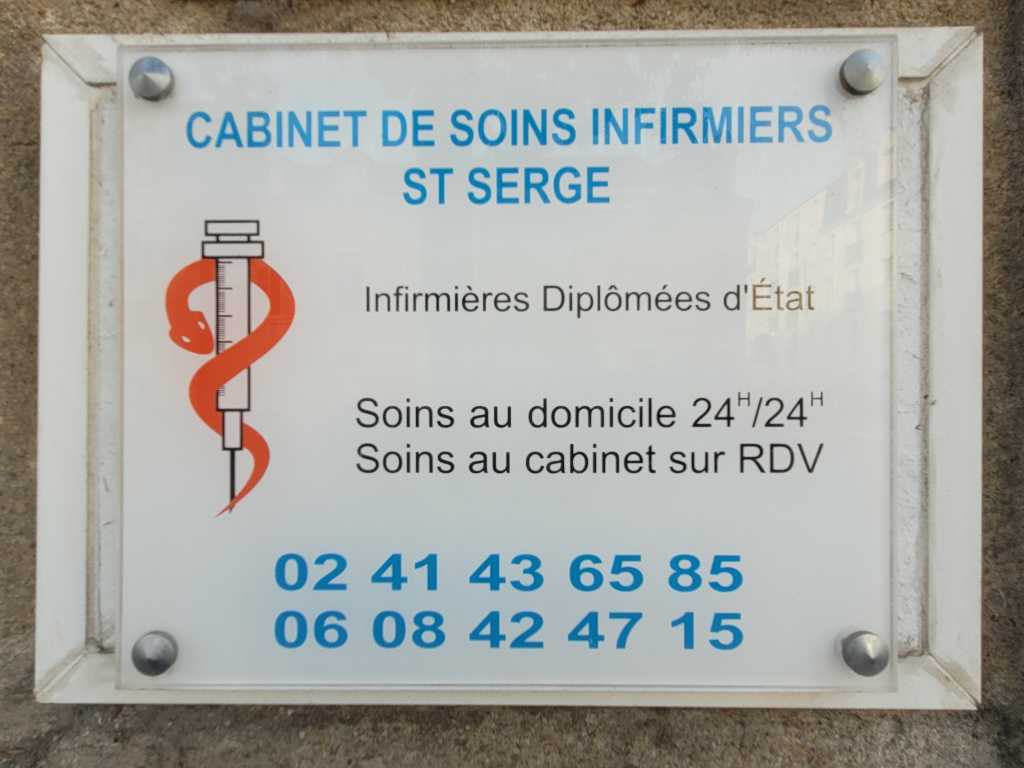 CABINET DE SOINS INFIRMIERS
ST SERGE
Infirmières Diplômées d'État
Soins au domicile 24H/24H
Soins au cabinet sur RDV
02 41 43 65 85
06 08 42 47 15